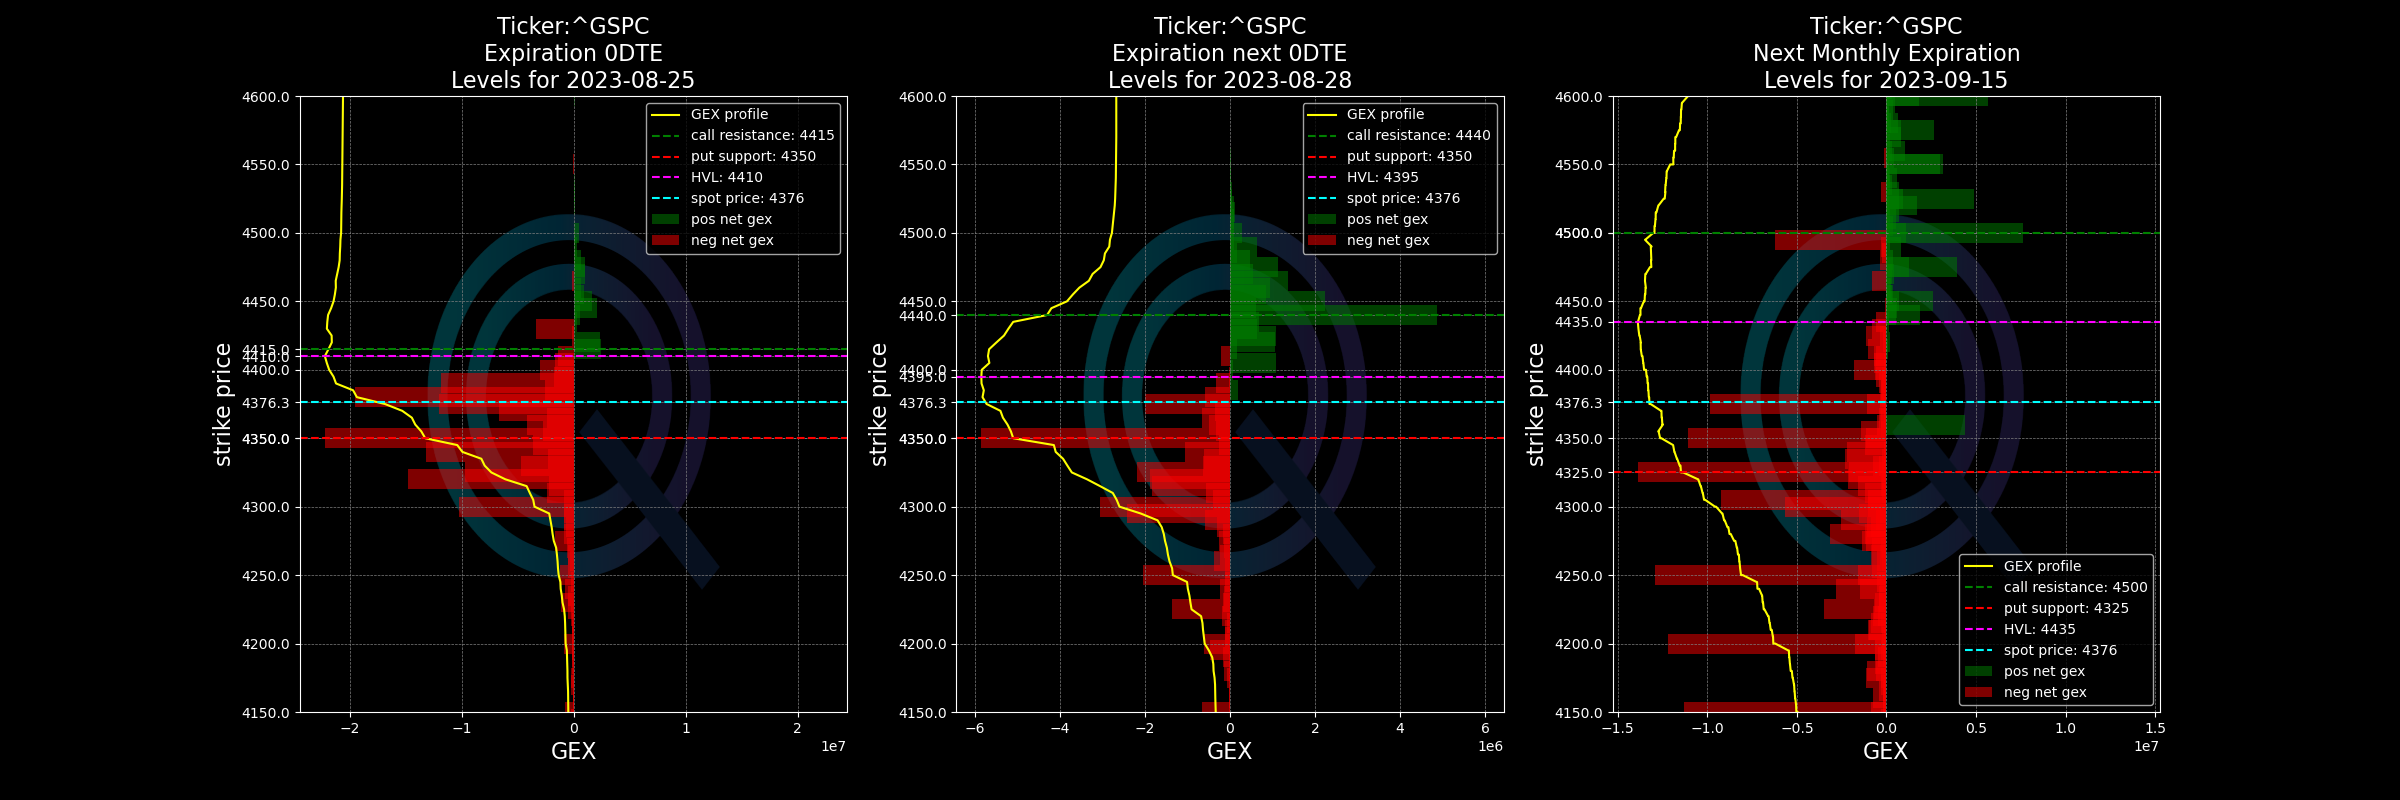 Ticker:^GSPC
Expiration 0DTE
Levels for 2023-08-25
4600.0
4550.0
4500.0
4450.0
4415.0
4410.0
4400.0
4376.3
4350.0
4300.0
4250.0
4200.0
4150.0
strike price
GEX profile
call resistance: 4415
put support: 4350
HVL: 4410
spot price: 4376
pos net gex
neg net gex
−2
−1
0
1
2
1e7
GEX
Ticker:^GSPC
Expiration next 0DTE
Levels for 2023-08-28
4600.0
4550.0
4500.0
4450.0
4440.0
4400.0
4395.0
4376.3
4350.0
4300.0
4250.0
4200.0
4150.0
strike price
GEX profile
call resistance: 4440
put support: 4350
HVL: 4395
spot price: 4376
pos net gex
neg net gex
−6
−4
−2
0
2
4
6
1e6
GEX
Ticker:^GSPC
Next Monthly Expiration
Levels for 2023-09-15
4600.0
4550.0
4500.0
4450.0
4435.0
4400.0
4376.3
4350.0
4325.0
4300.0
4250.0
4200.0
4150.0
strike price
GEX profile
call resistance: 4500
put support: 4325
HVL: 4435
spot price: 4376
pos net gex
neg net gex
−1.5
−1.0
−0.5
0.0
0.5
1.0
1.5
1e7
GEX